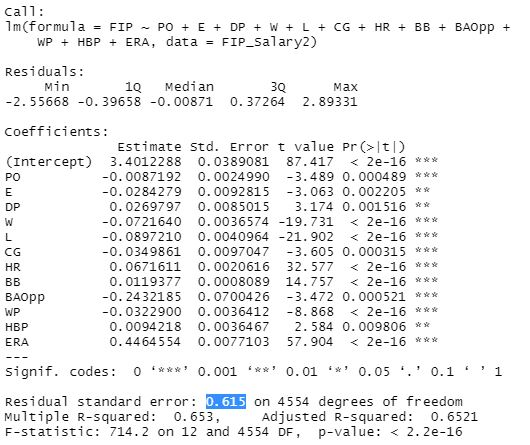 Call:
lm(formula = FIP ~ PO + E + DP + W + L + CG + HR + BB + BAOpp +
WP + HBP + ERA, data = FIP_Salary2)
Residuals:
Min 1Q Median 3Q Max
-2.55668 -0.39658 -0.00871 0.37264 2.89331
Coefficients:
Estimate Std. Error t value Pr(>|t|)
(Intercept) 3.4012288 0.0389081 87.417 < 2e-16 ***
PO -0.0087192 0.0024990 -3.489 0.000489 ***
E -0.0284279 0.0092815 -3.063 0.002205 **
DP 0.0269797 0.0085015 3.174 0.001516 **
W -0.0721640 0.0036574 -19.731 < 2e-16 ***
L -0.0897210 0.0040964 -21.902 < 2e-16 ***
CG -0.0349861 0.0097047 -3.605 0.000315 ***
HR 0.0671611 0.0020616 32.577 < 2e-16 ***
BB 0.0119377 0.0008089 14.757 < 2e-16 ***
BAOpp -0.2432185 0.0700426 -3.472 0.000521 ***
WP -0.0322900 0.0036412 -8.868 < 2e-16 ***
HBP 0.0094218 0.0036467 2.584 0.009806 **
ERA 0.4464554 0.0077103 57.904 < 2e-16 ***
---
Signif. codes: 0 ‘***’ 0.001 ‘**’ 0.01 ‘*’ 0.05 ‘.’ 0.1 ‘ ’ 1
Residual standard error: 0.615 on 4554 degrees of freedom
Multiple R-squared: 0.653, Adjusted R-squared: 0.6521
F-statistic: 714.2 on 12 and 4554 DF, p-value: < 2.2e-16